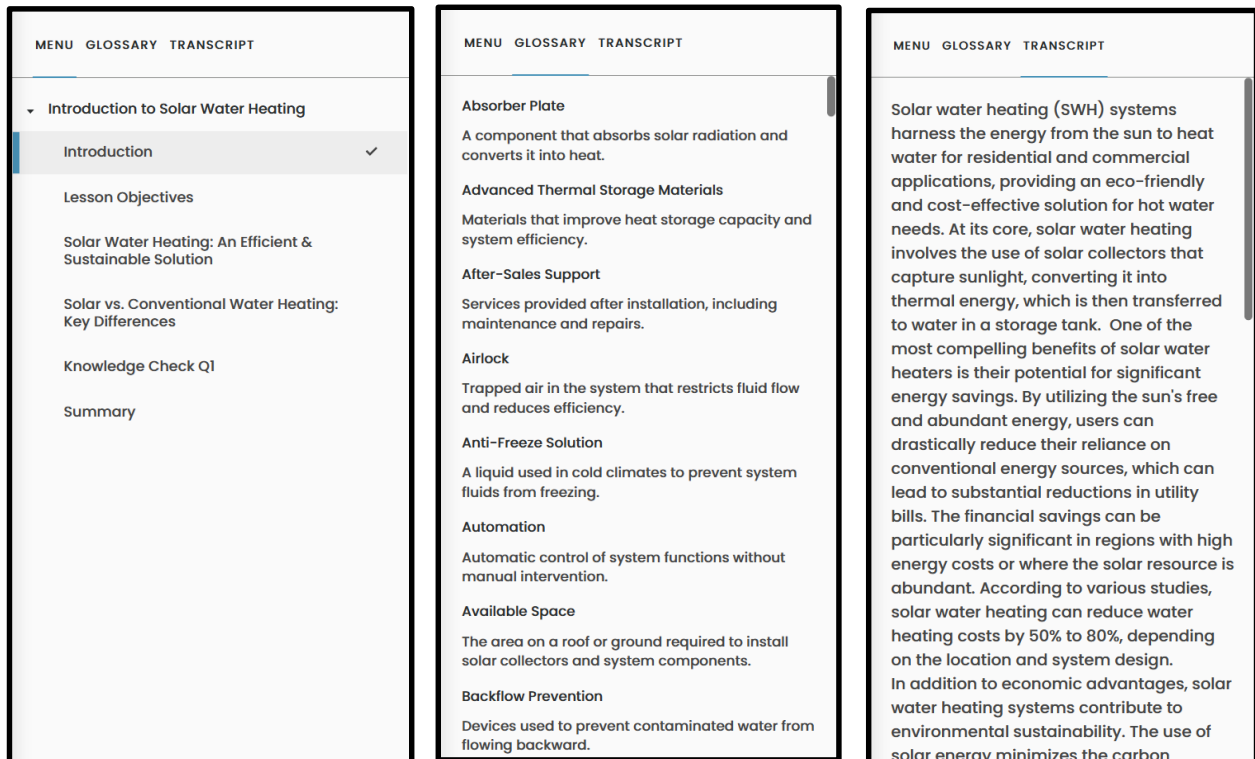 MENU GLOSSARY TRANSCRIPT
Introduction to Solar Water Heating
Introduction
Lesson Objectives
Solar Water Heating: An Efficient &
Sustainable Solution
Solar vs. Conventional Water Heating:
Key Differences
Knowledge Check Q1
Summary
MENU GLOSSARY TRANSCRIPT
Absorber Plate
A component that absorbs solar radiation and
converts it into heat.
Advanced Thermal Storage Materials
Materials that improve heat storage capacity and
system efficiency.
After-Sales Support
Services provided after installation, including
maintenance and repairs.
Airlock
Trapped air in the system that restricts fluid flow
and reduces efficiency.
Anti-Freeze Solution
A liquid used in cold climates to prevent system
fluids from freezing.
Automation
Automatic control of system functions without
manual intervention.
Available Space
The area on a roof or ground required to install
solar collectors and system components.
Backflow Prevention
Devices used to prevent contaminated water from
flowing backward.
MENU GLOSSARY TRANSCRIPT
Solar water heating (SWH) systems
harness the energy from the sun to heat
water for residential and commercial
applications, providing an eco-friendly
and cost-effective solution for hot water
needs. At its core, solar water heating
involves the use of solar collectors that
capture sunlight, converting it into
thermal energy, which is then transferred
to water in a storage tank.  One of the
most compelling benefits of solar water
heaters is their potential for significant
energy savings. By utilizing the sun's free
and abundant energy, users can
drastically reduce their reliance on
conventional energy sources, which can
lead to substantial reductions in utility
bills. The financial savings can be
particularly significant in regions with high
energy costs or where the solar resource is
abundant. According to various studies,
solar water heating can reduce water
heating costs by 50% to 80%, depending
on the location and system design.
In addition to economic advantages, solar
water heating systems contribute to
environmental sustainability. The use of
solar energy minimizes the carbon